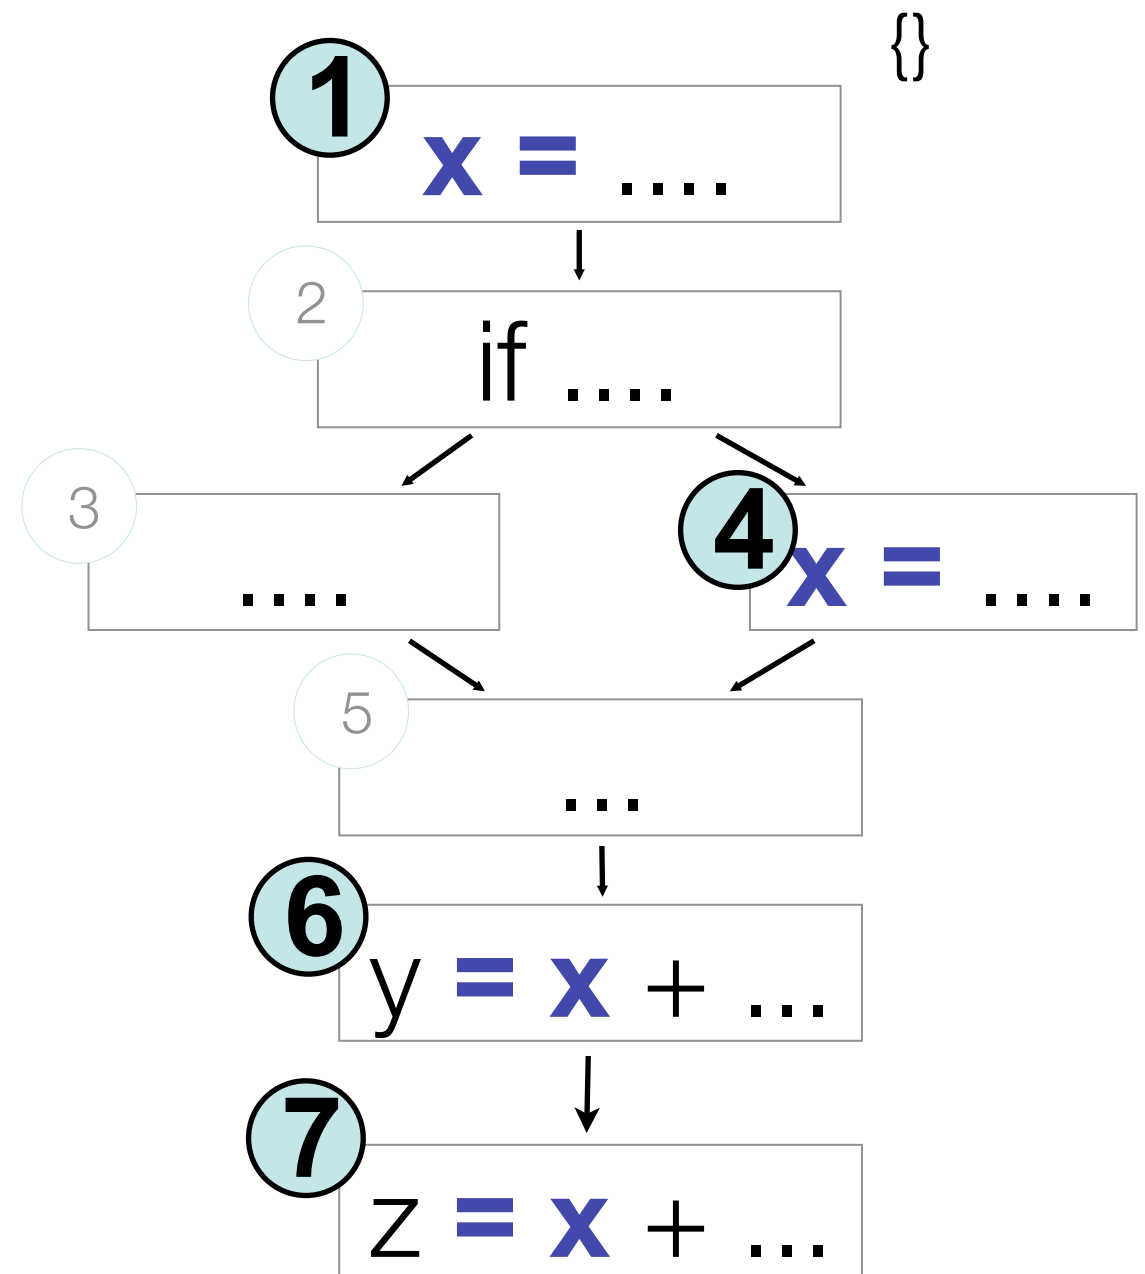 {}
1
x = ....
2
if ....
3
....
4
x = ....
5
...
6
y = x + ...
7
z = x + ...